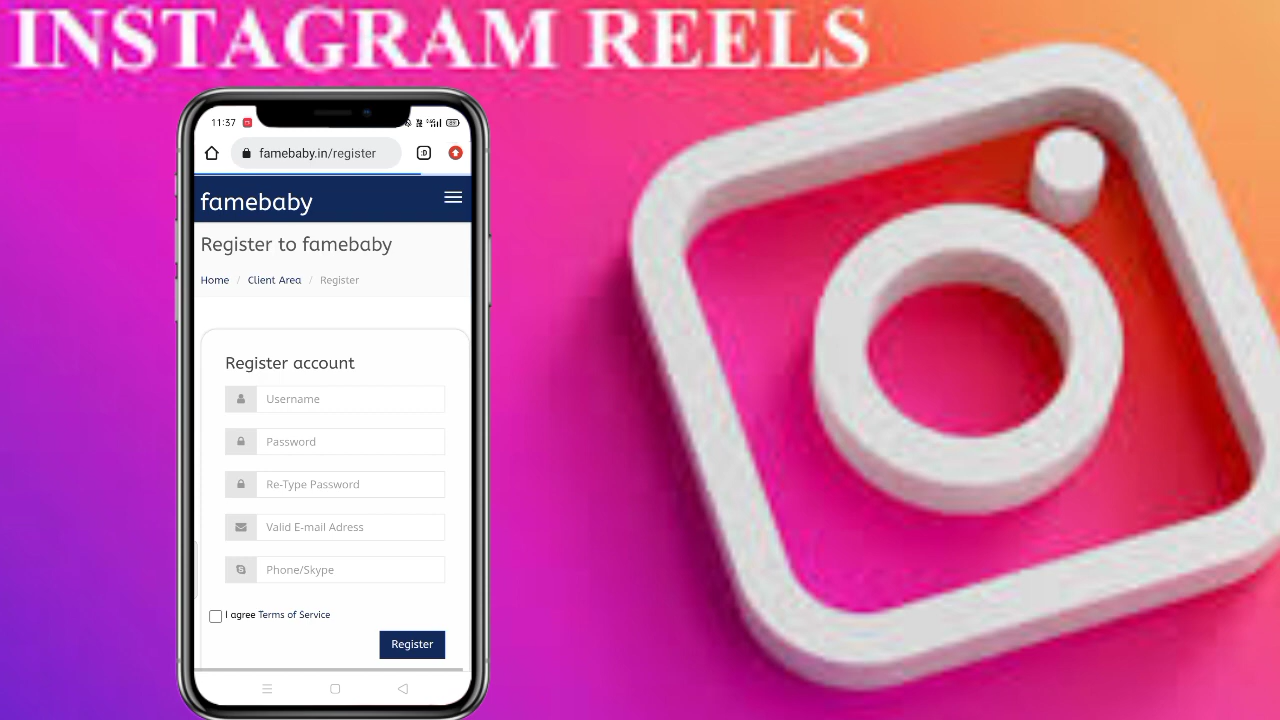 INSTAGRAM REELS
11:37
famebaby.in/register
famebaby
Register to famebaby
Home / Client Area / Register
Register account
Username
Password
Re-Type Password
Valid E-mail Adress
Phone/Skype
I agree Terms of Service
Register